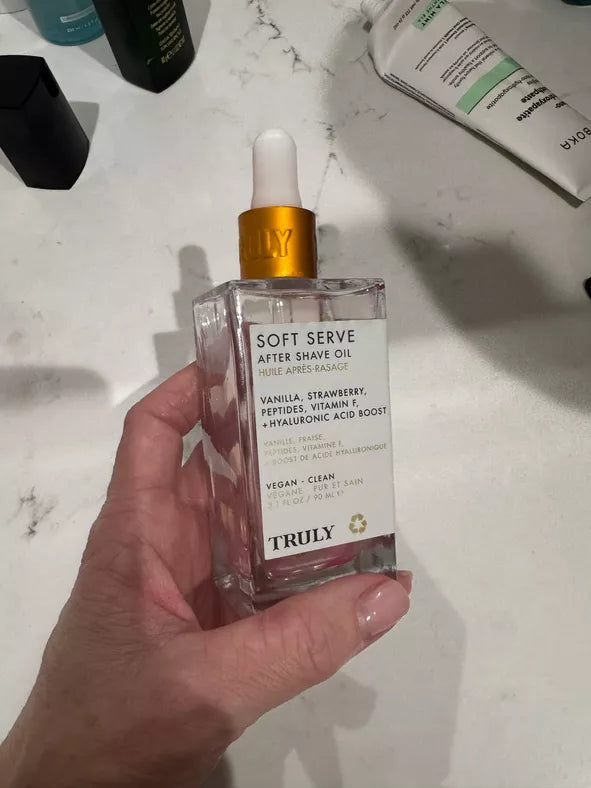 TRULY
SOFT SERVE
AFTER SHAVE OIL
HUILE APRÈS-RASAGE
VANILLA, STRAWBERRY,
PEPTIDES, VITAMIN F,
+HYALURONIC ACID BOOST
VANILLE, FRAISE,
PEPTIDES, VITAMINE F,
+ BOOST DE ACIDE HYALURONIQUE
VEGAN - CLEAN
VÉGANE PUR ET SAIN
3.1 FL OZ / 90 ML
TRULY
BOKA